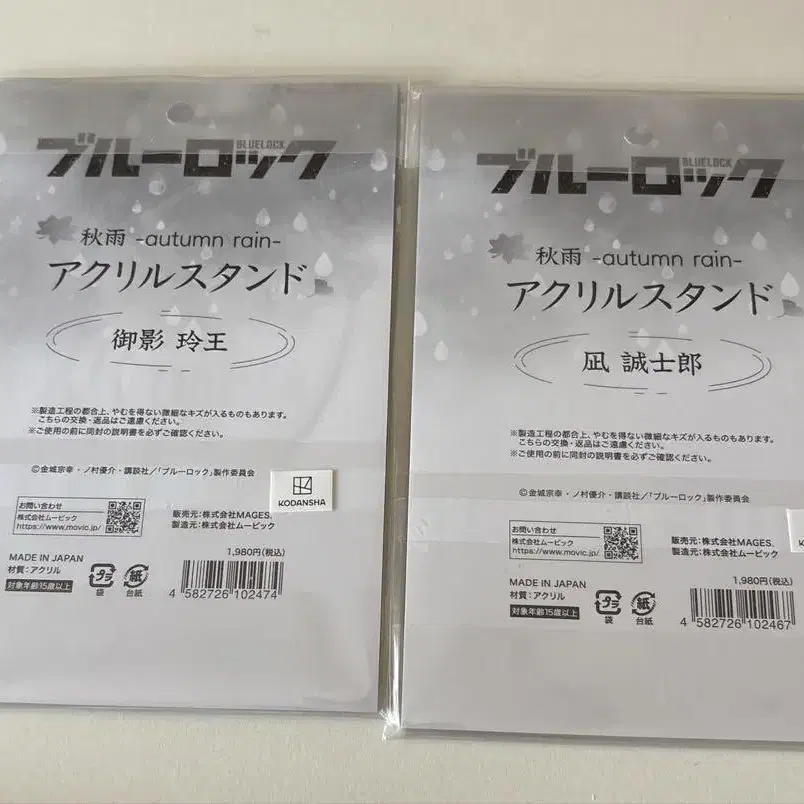 ブルーロック
BLUELOCK
秋雨 -autumn rain-
アクリルスタンド
御影 玲王
※製造工程の都合上、やむを得ない微細なキズが入るものもあります。
こちらの交換・返品はご遠慮ください。
※ご使用の前に同封の説明書を必ずご確認ください。
©金城宗幸・ノ村優介・講談社/「ブルーロック」製作委員会
KODANSHA
お問い合わせ
株式会社ムービック
https://www.movic.jp/
販売元:株式会社MAGES.
製造元:株式会社ムービック
MADE IN JAPAN
材質:アクリル
対象年齢15歳以上
プラ
袋
紙
台紙
1,980円(税込)
4 582726 102474
ブルーロック
BLUELOCK
秋雨 -autumn rain-
アクリルスタンド
凪 誠士郎
※製造工程の都合上、やむを得ない微細なキズが入るものもあります。
こちらの交換・返品はご遠慮ください。
※ご使用の前に同封の説明書を必ずご確認ください。
©金城宗幸・ノ村優介・講談社/「ブルーロック」製作委員会
お問い合わせ
株式会社ムービック
https://www.movic.jp/
販売元:株式会社MAGES.
製造元:株式会社ムービック
K
MADE IN JAPAN
材質:アクリル
対象年齢15歳以上
プラ
袋
紙
台紙
1,980円(税込)
4 582726 102467